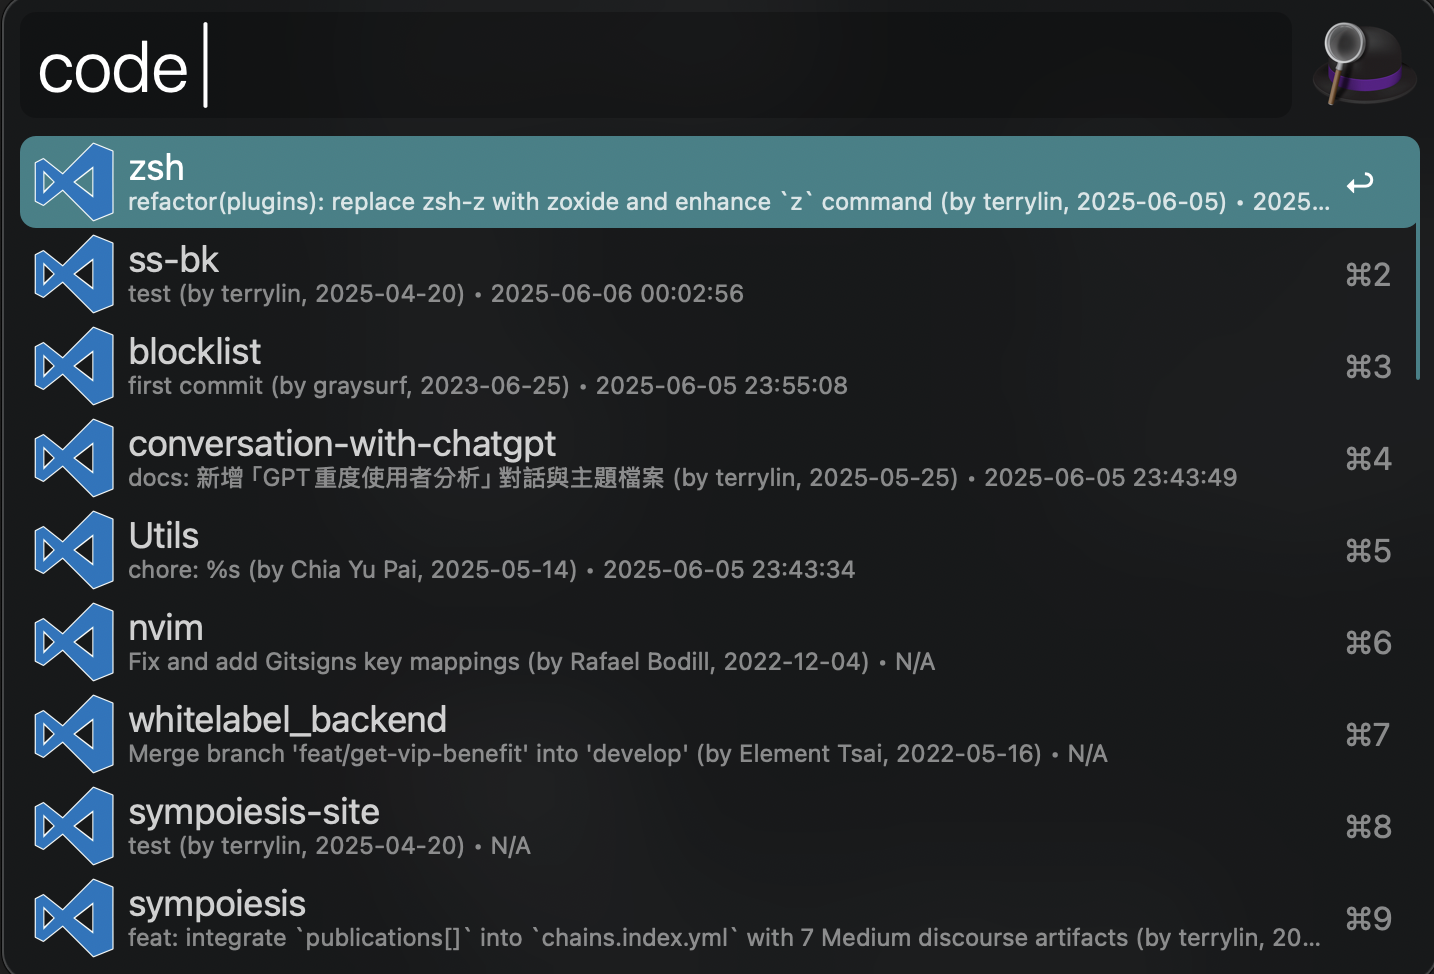 code
zsh
refactor(plugins): replace zsh-z with zoxide and enhance `z` command (by terrylin, 2025-06-05) • 2025...
ss-bk
test (by terrylin, 2025-04-20) • 2025-06-06 00:02:56
⌘2
blocklist
first commit (by graysurf, 2023-06-25) • 2025-06-05 23:55:08
⌘3
conversation-with-chatgpt
docs: 新增「GPT 重度使用者分析」對話與主題檔案 (by terrylin, 2025-05-25) • 2025-06-05 23:43:49
⌘4
Utils
chore: %s (by Chia Yu Pai, 2025-05-14) • 2025-06-05 23:43:34
⌘5
nvim
Fix and add Gitsigns key mappings (by Rafael Bodill, 2022-12-04) • N/A
⌘6
whitelabel_backend
Merge branch 'feat/get-vip-benefit' into 'develop' (by Element Tsai, 2022-05-16) • N/A
⌘7
sympoiesis-site
test (by terrylin, 2025-04-20) • N/A
⌘8
sympoiesis
feat: integrate `publications[]` into `chains.index.yml` with 7 Medium discourse artifacts (by terrylin, 20...
⌘9